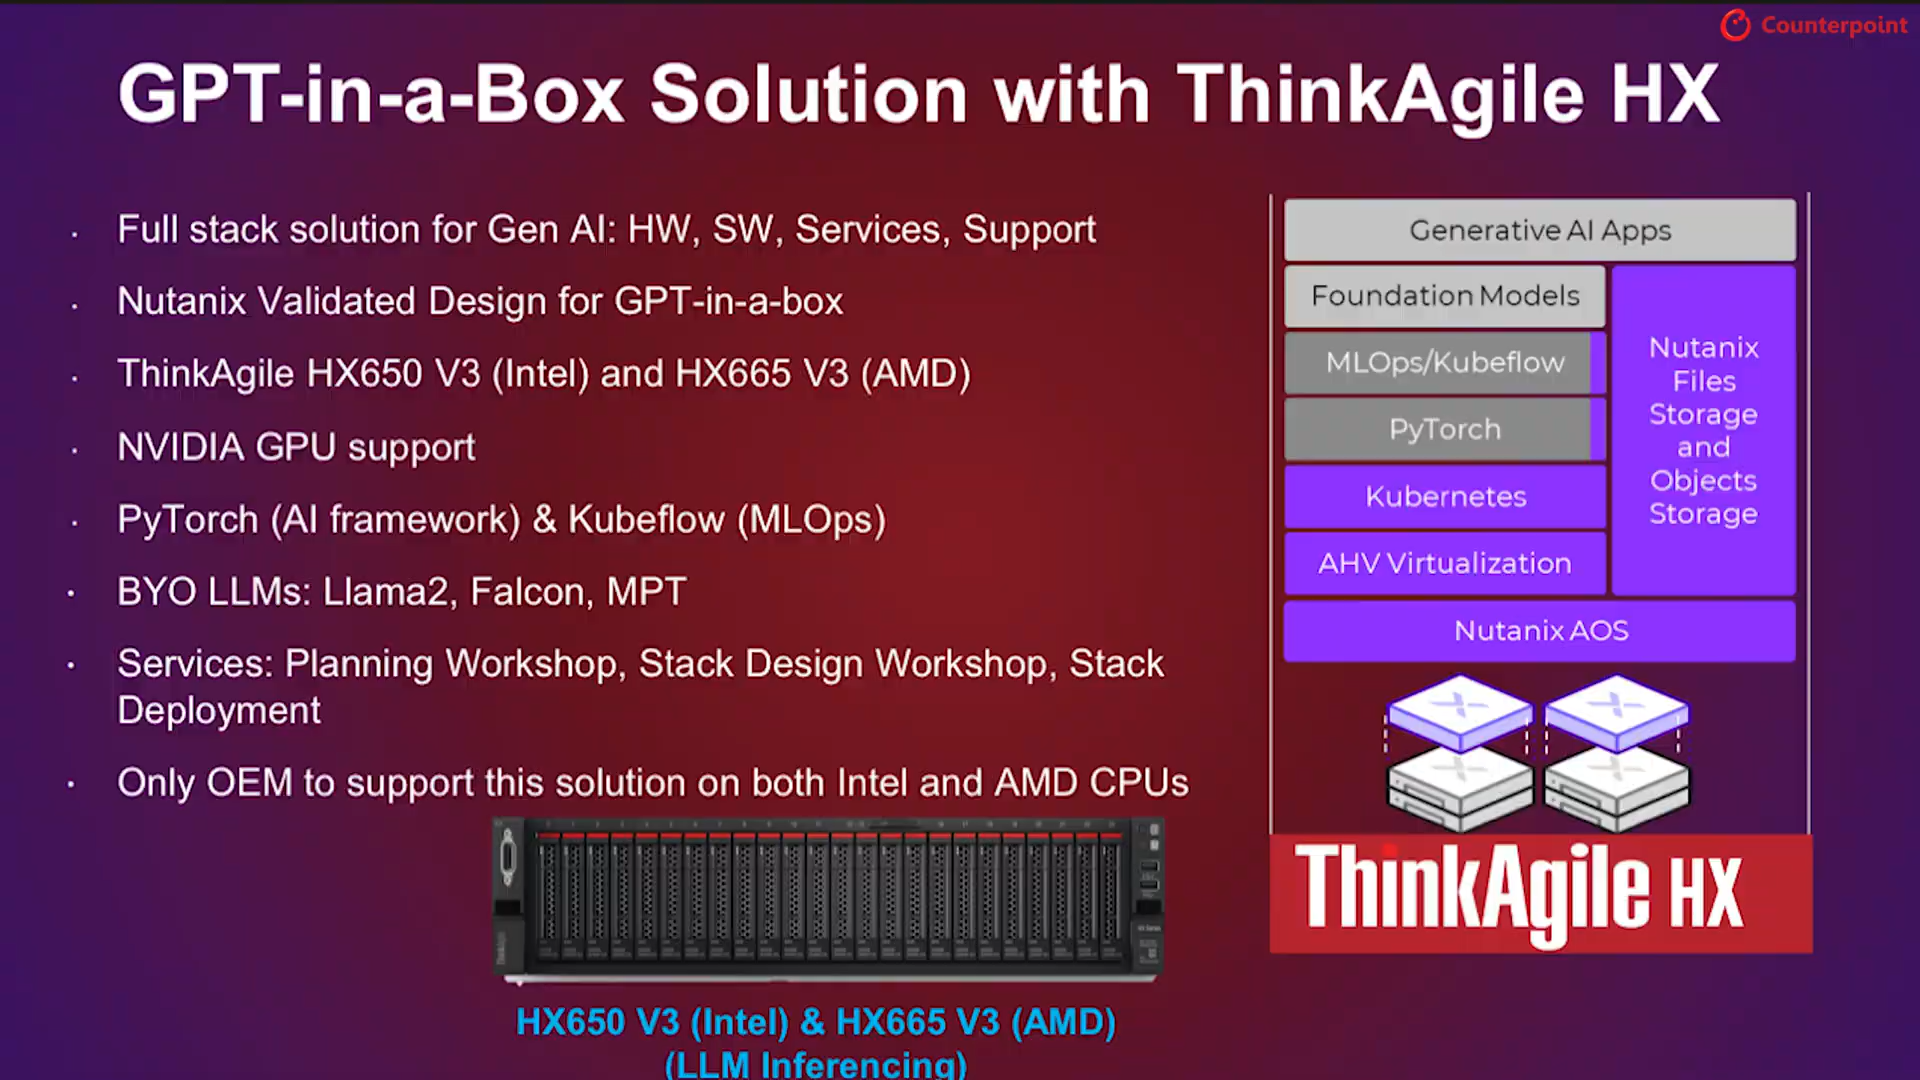 Counterpoint
GPT-in-a-Box Solution with ThinkAgile HX
· Full stack solution for Gen AI: HW, SW, Services, Support
· Nutanix Validated Design for GPT-in-a-box
· ThinkAgile HX650 V3 (Intel) and HX665 V3 (AMD)
· NVIDIA GPU support
· PyTorch (AI framework) & Kubeflow (MLOps)
· BYO LLMs: Llama2, Falcon, MPT
· Services: Planning Workshop, Stack Design Workshop, Stack
Deployment
· Only OEM to support this solution on both Intel and AMD CPUs
HX650 V3 (Intel) & HX665 V3 (AMD)
(LLM Inferencing)
Generative AI Apps
Foundation Models
MLOps/Kubeflow
PyTorch
Kubernetes
AHV Virtualization
Nutanix
Files
Storage
and
Objects
Storage
Nutanix AOS
ThinkAgile HX